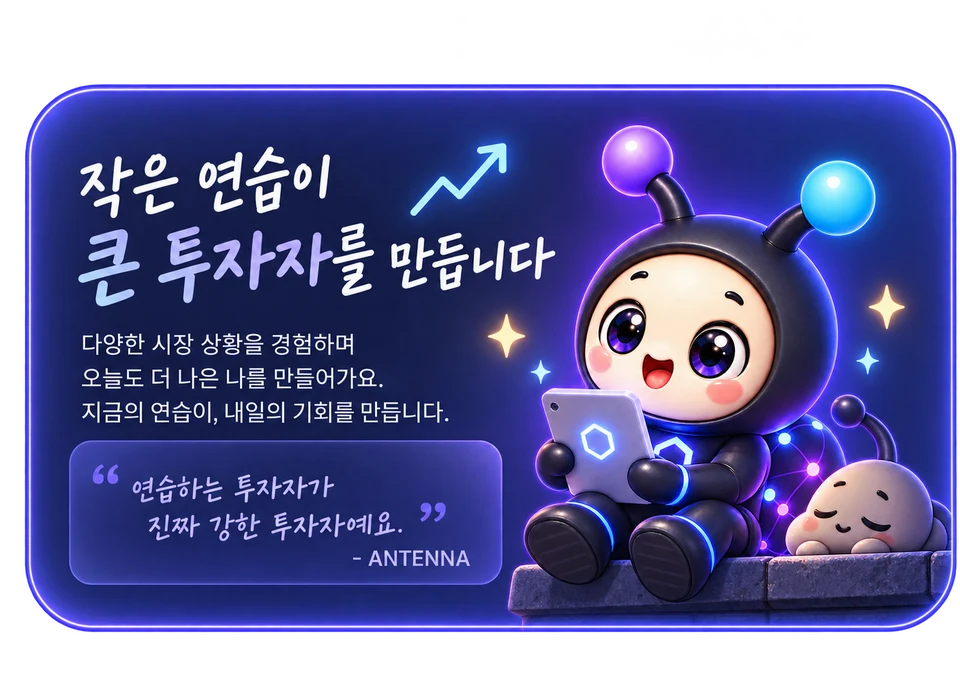 작은 연습이
큰 투자자를 만듭니다
다양한 시장 상황을 경험하며
오늘도 더 나은 나를 만들어가요.
지금의 연습이, 내일의 기회를 만듭니다.
“ 연습하는 투자자가
진짜 강한 투자자예요. ”
- ANTENNA